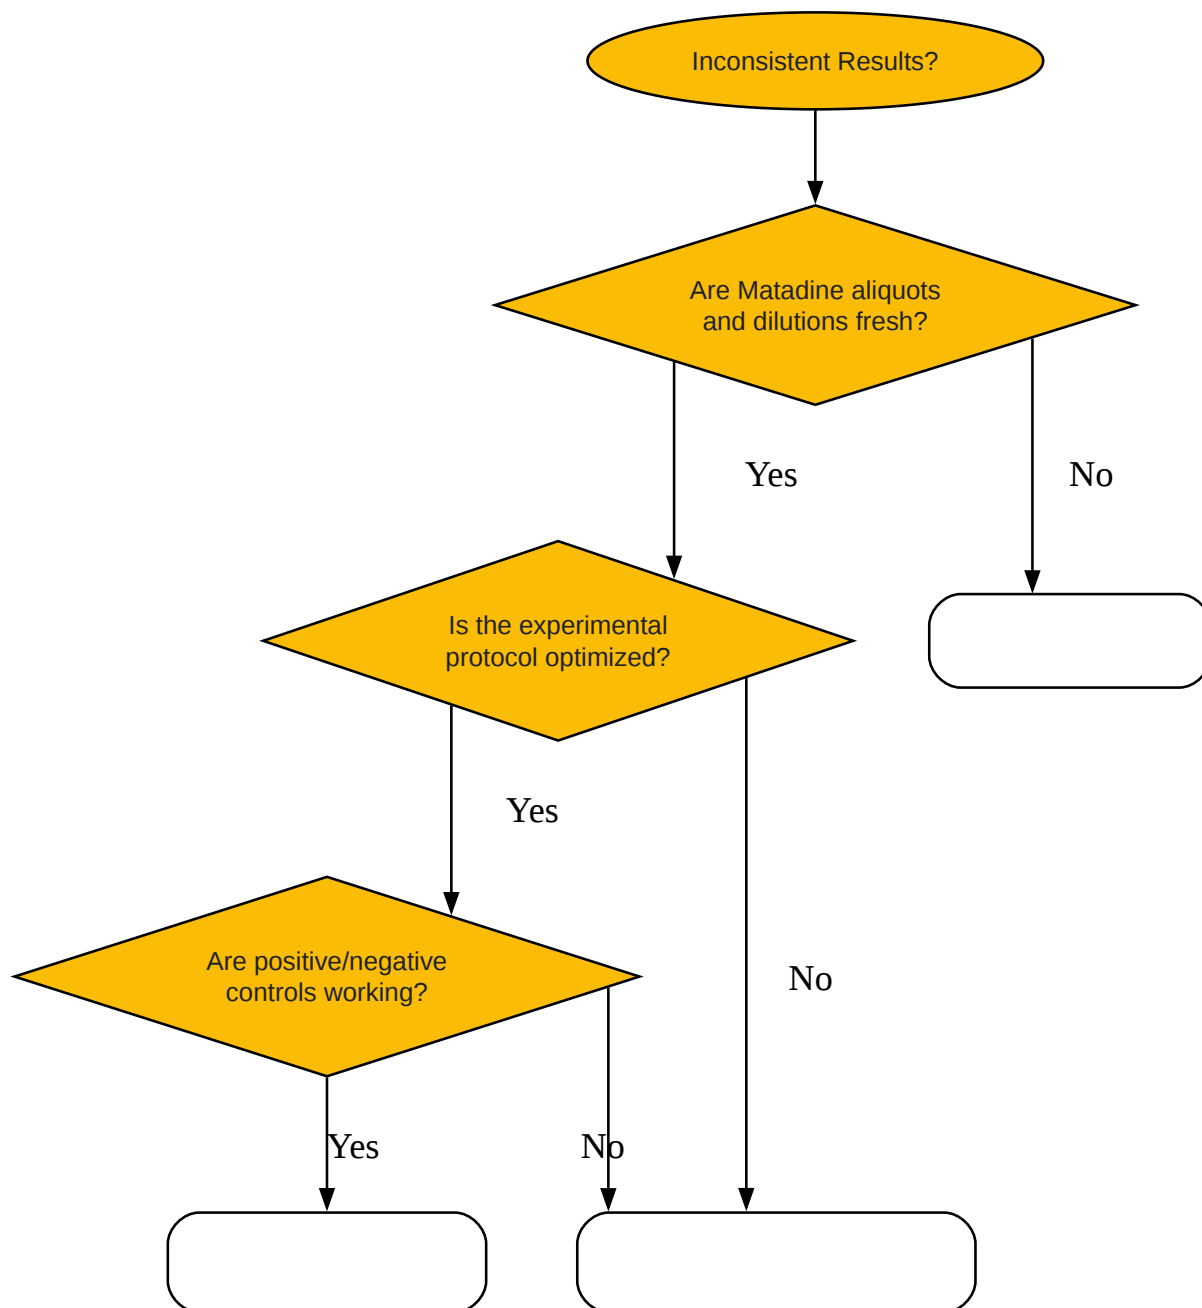 Inconsistent Results?
Are Matadine aliquots
and dilutions fresh?
Yes
No
Is the experimental
protocol optimized?
Yes
Are positive/negative
controls working?
No
Yes
No